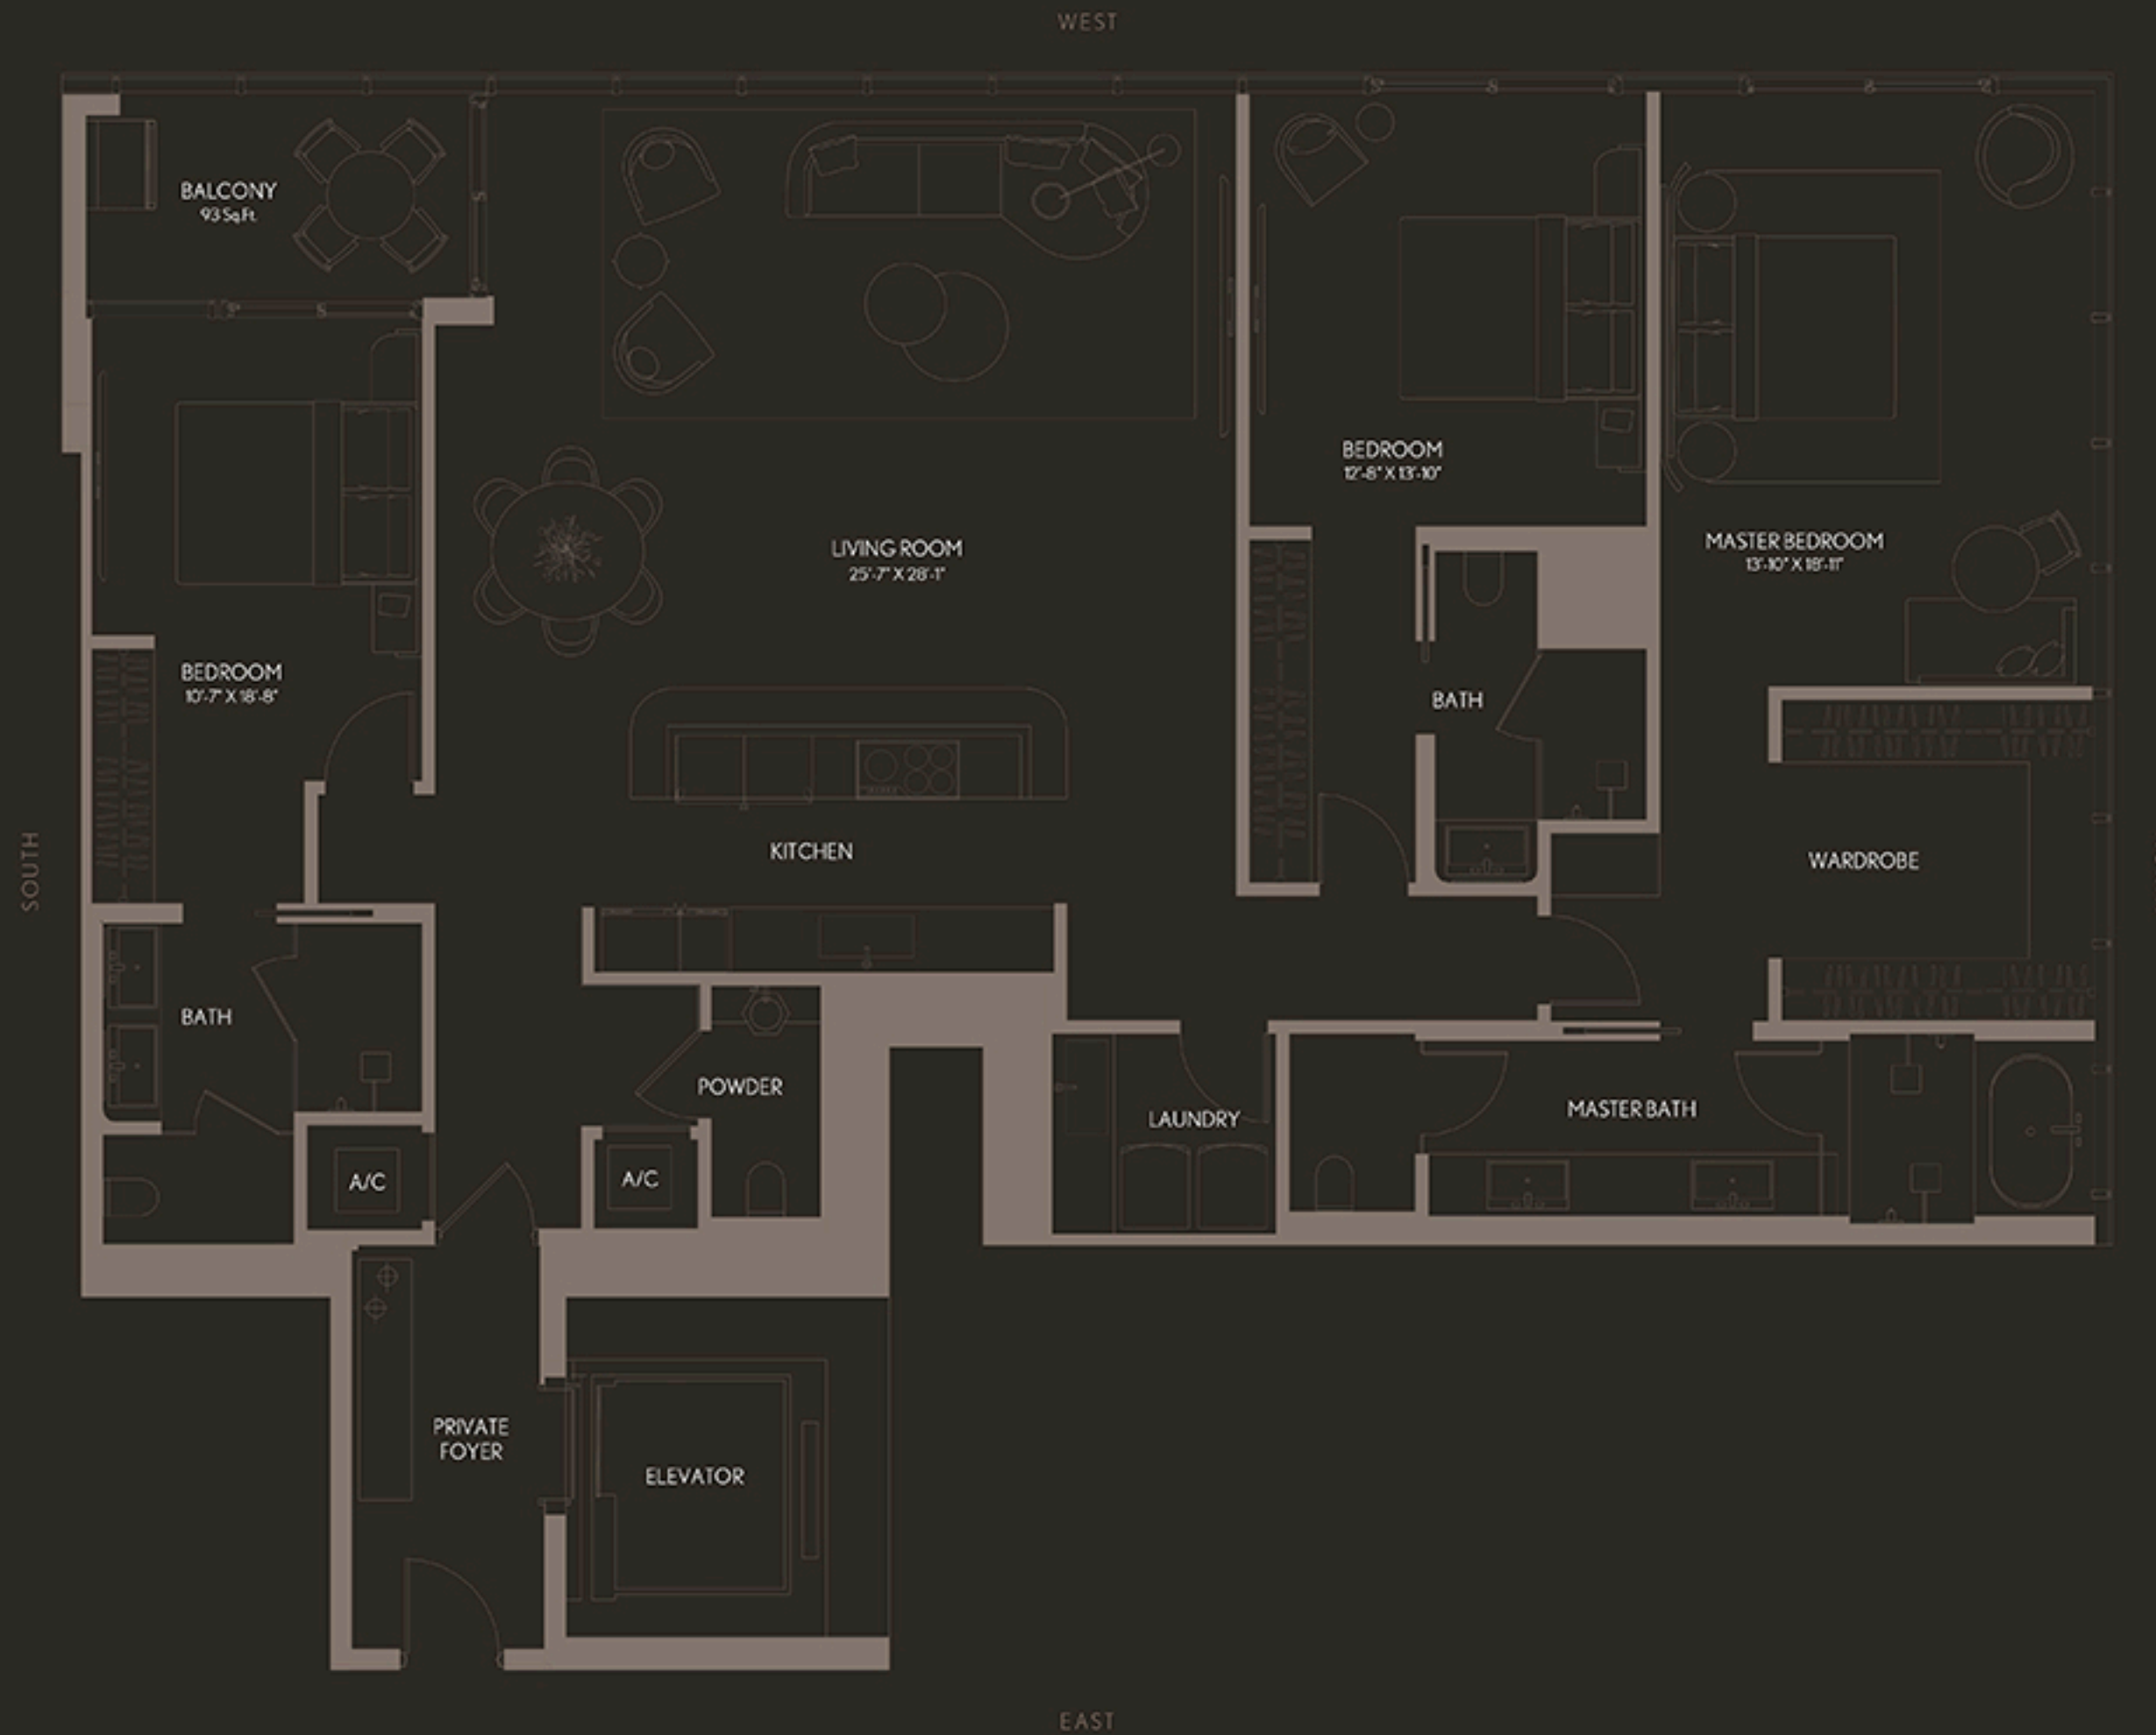 WEST
BALCONY
93 Sq.Ft.
BEDROOM
12'-8" X 13'-10"
LIVING ROOM
25'-7" X 28'-1"
MASTER BEDROOM
13'-10" X 18'-11"
BEDROOM
10'-7" X 18'-8"
BATH
KITCHEN
WARDROBE
SOUTH
BATH
POWDER
LAUNDRY
MASTER BATH
A/C
A/C
PRIVATE
FOYER
ELEVATOR
EAST